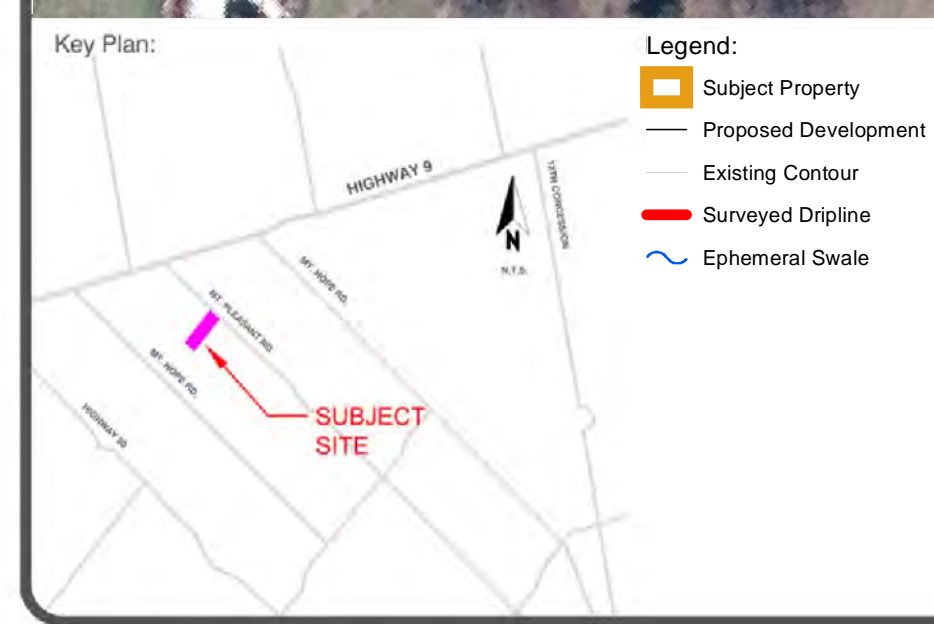 Key Plan:
HIGHWAY 9
12TH CONCESSION
N
N.T.S.
MT. HOPE RD.
MT. PLEASANT RD.
MT. HOPE RD.
HIGHWAY 50
SUBJECT
SITE
Legend:
Subject Property
Proposed Development
Existing Contour
Surveyed Dripline
Ephemeral Swale